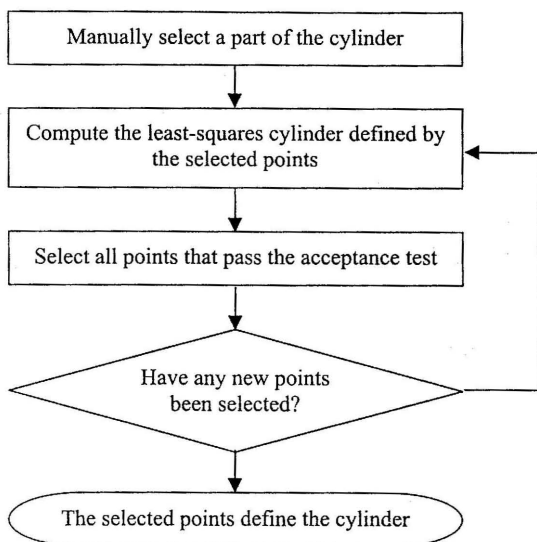 Manually select a part of the cylinder
Compute the least-squares cylinder defined by
the selected points
Select all points that pass the acceptance test
Have any new points
been selected?
The selected points define the cylinder